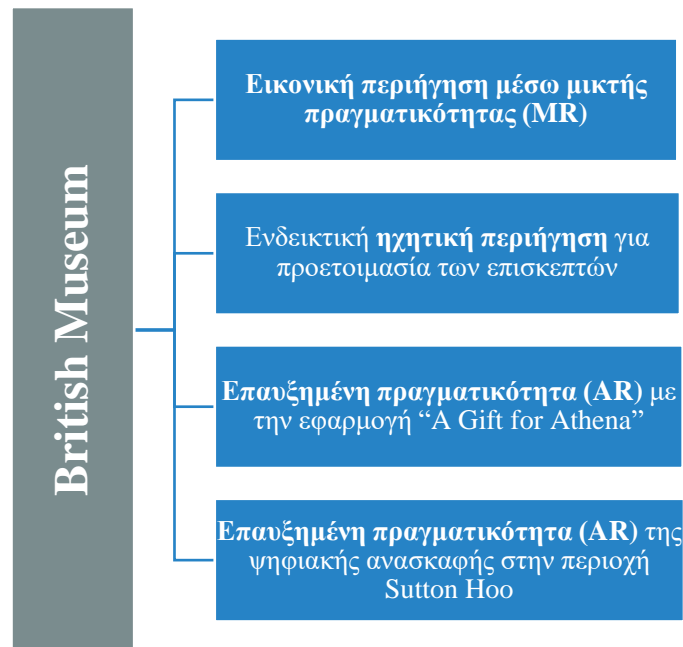 British Museum
Εικονική περιήγηση μέσω μικτής
πραγματικότητας (MR)
Ενδεικτική ηχητική περιήγηση για
προετοιμασία των επισκεπτών
Επαυξημένη πραγματικότητα (AR) με
την εφαρμογή “A Gift for Athena”
Επαυξημένη πραγματικότητα (AR) της
ψηφιακής ανασκαφής στην περιοχή
Sutton Hoo